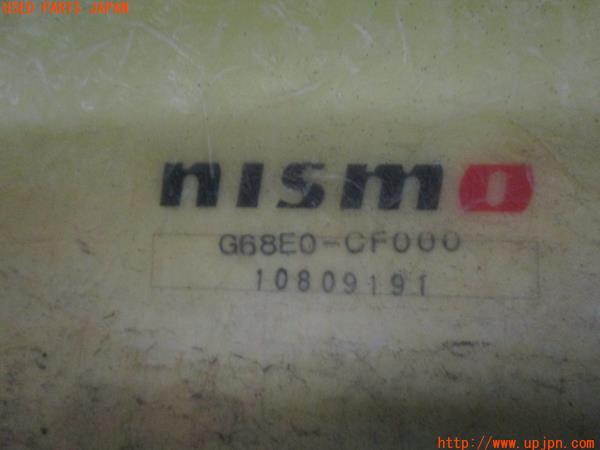 USED PARTS JAPAN
nismo
G68E0-CF000
10809191
http://www.upjpn.com